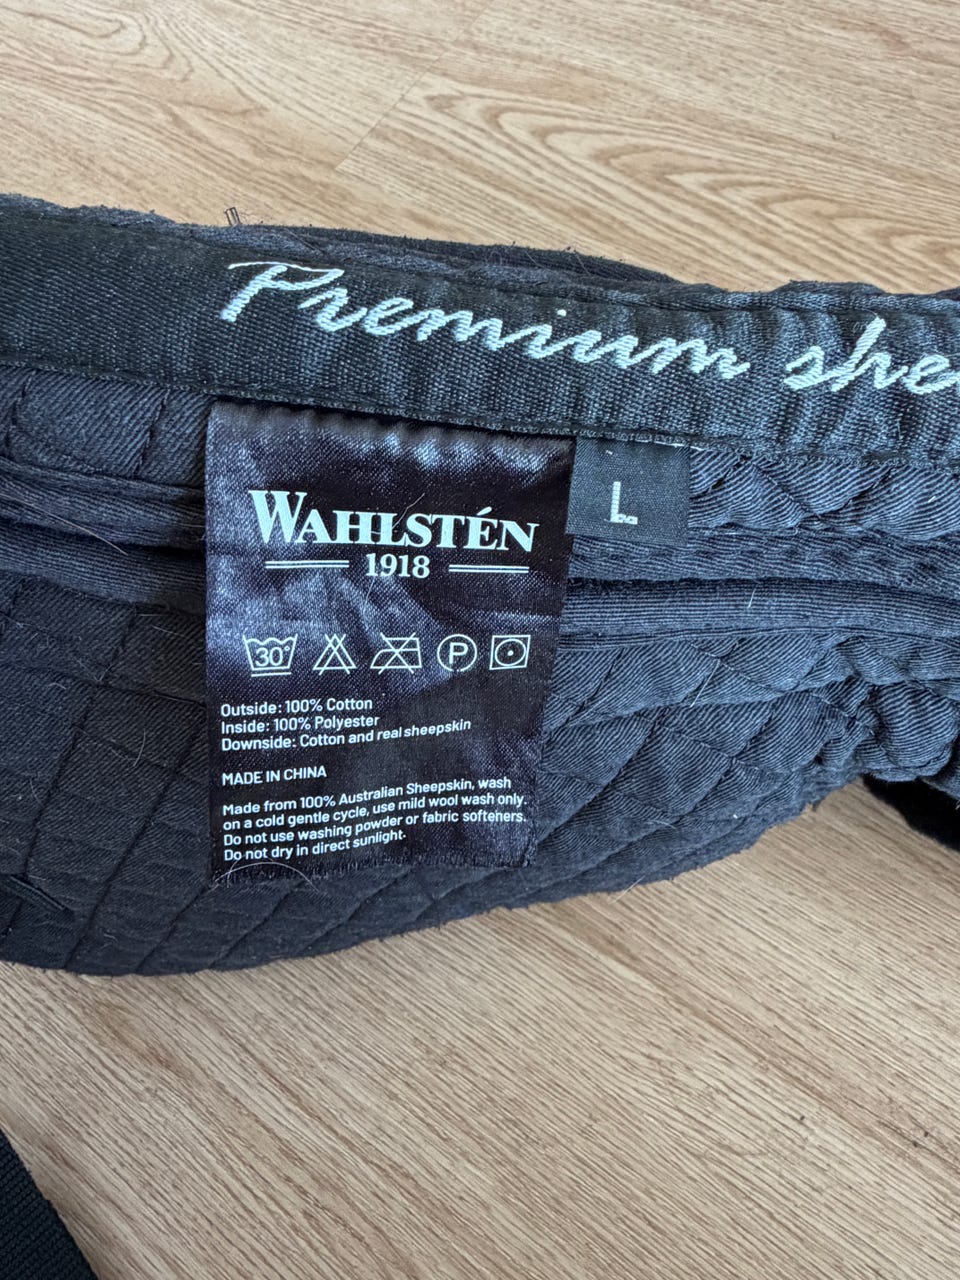 Premium she
WAHLSTÉN
1918
L
30°
P
Outside: 100% Cotton
Inside: 100% Polyester
Downside: Cotton and real sheepskin
MADE IN CHINA
Made from 100% Australian Sheepskin, wash
on a cold gentle cycle, use mild wool wash only.
Do not use washing powder or fabric softeners.
Do not dry in direct sunlight.